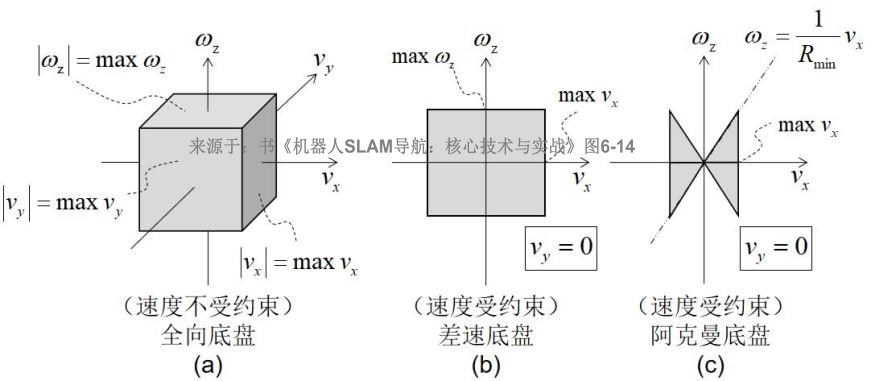 |ω_z| = max ω_z
ω_z
v_y
v_x
|v_y| = max v_y
|v_x| = max v_x
（速度不受约束）
全向底盘
(a)
max ω_z
ω_z
max v_x
v_x
v_y = 0
（速度受约束）
差速底盘
(b)
ω_z
ω_z = 1/R_min v_x
max v_x
v_x
v_y = 0
（速度受约束）
阿克曼底盘
(c)
来源于：书《机器人SLAM导航：核心技术与实战》图6-14